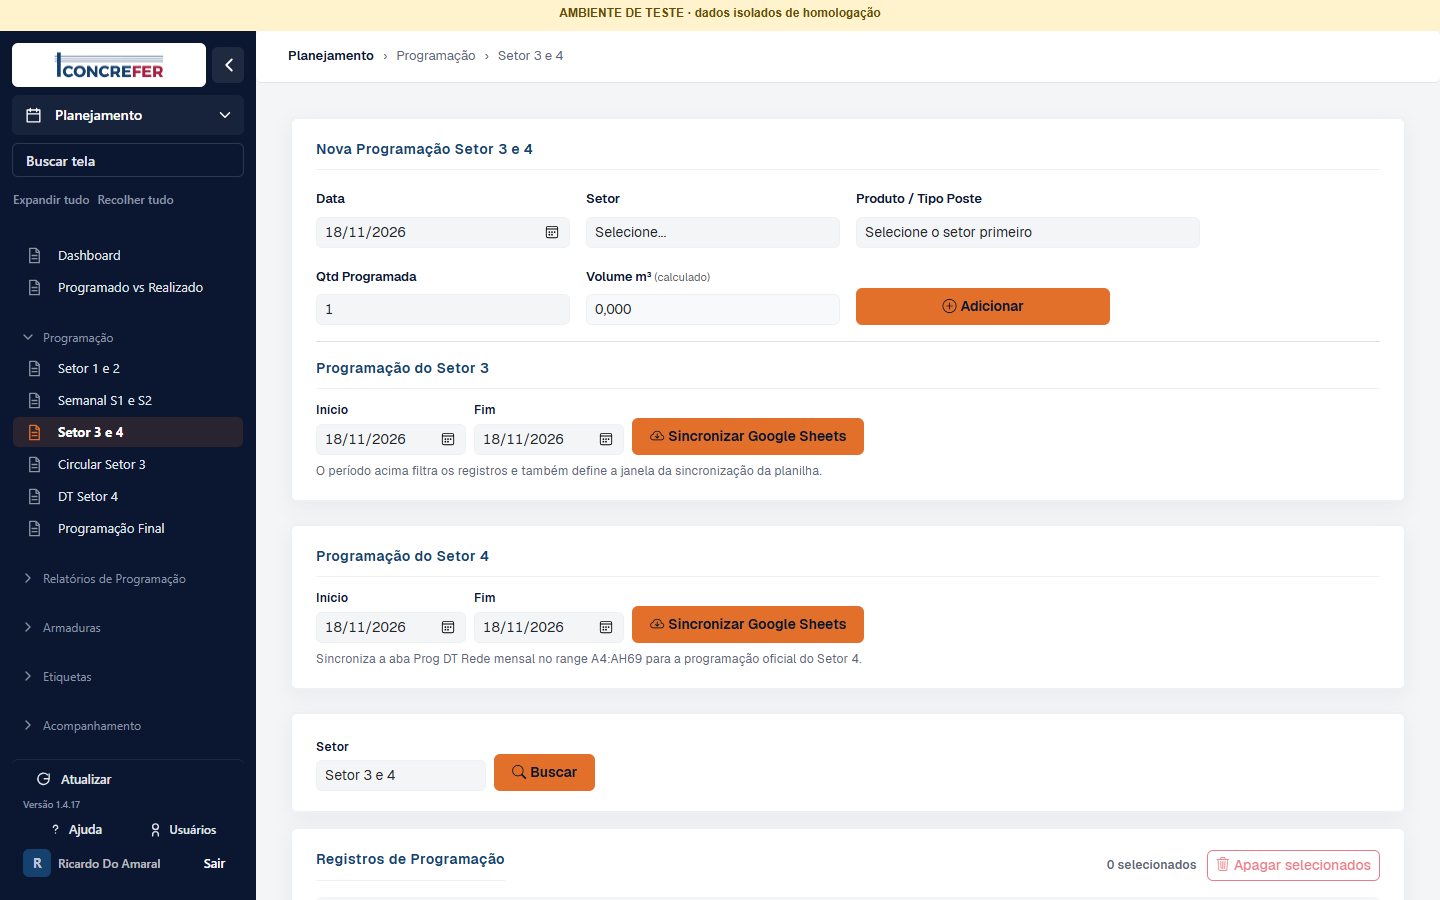 AMBIENTE DE TESTE · dados isolados de homologação
CONCREFER
Planejamento
Buscar tela
Expandir tudo Recolher tudo
Dashboard
Programado vs Realizado
Programação
Setor 1 e 2
Semanal S1 e S2
Setor 3 e 4
Circular Setor 3
DT Setor 4
Programação Final
Relatórios de Programação
Armaduras
Etiquetas
Acompanhamento
Atualizar
Versão 1.4.17
? Ajuda Usuários
R Ricardo Do Amaral Sair
Planejamento › Programação › Setor 3 e 4
Nova Programação Setor 3 e 4
Data Setor Produto / Tipo Poste
18/11/2026 Selecione... Selecione o setor primeiro
Qtd Programada Volume m³ (calculado)
1 0,000 Adicionar
Programação do Setor 3
Início Fim
18/11/2026 18/11/2026 Sincronizar Google Sheets
O período acima filtra os registros e também define a janela da sincronização da planilha.
Programação do Setor 4
Início Fim
18/11/2026 18/11/2026 Sincronizar Google Sheets
Sincroniza a aba Prog DT Rede mensal no range A4:AH69 para a programação oficial do Setor 4.
Setor
Setor 3 e 4 Buscar
Registros de Programação 0 selecionados Apagar selecionados